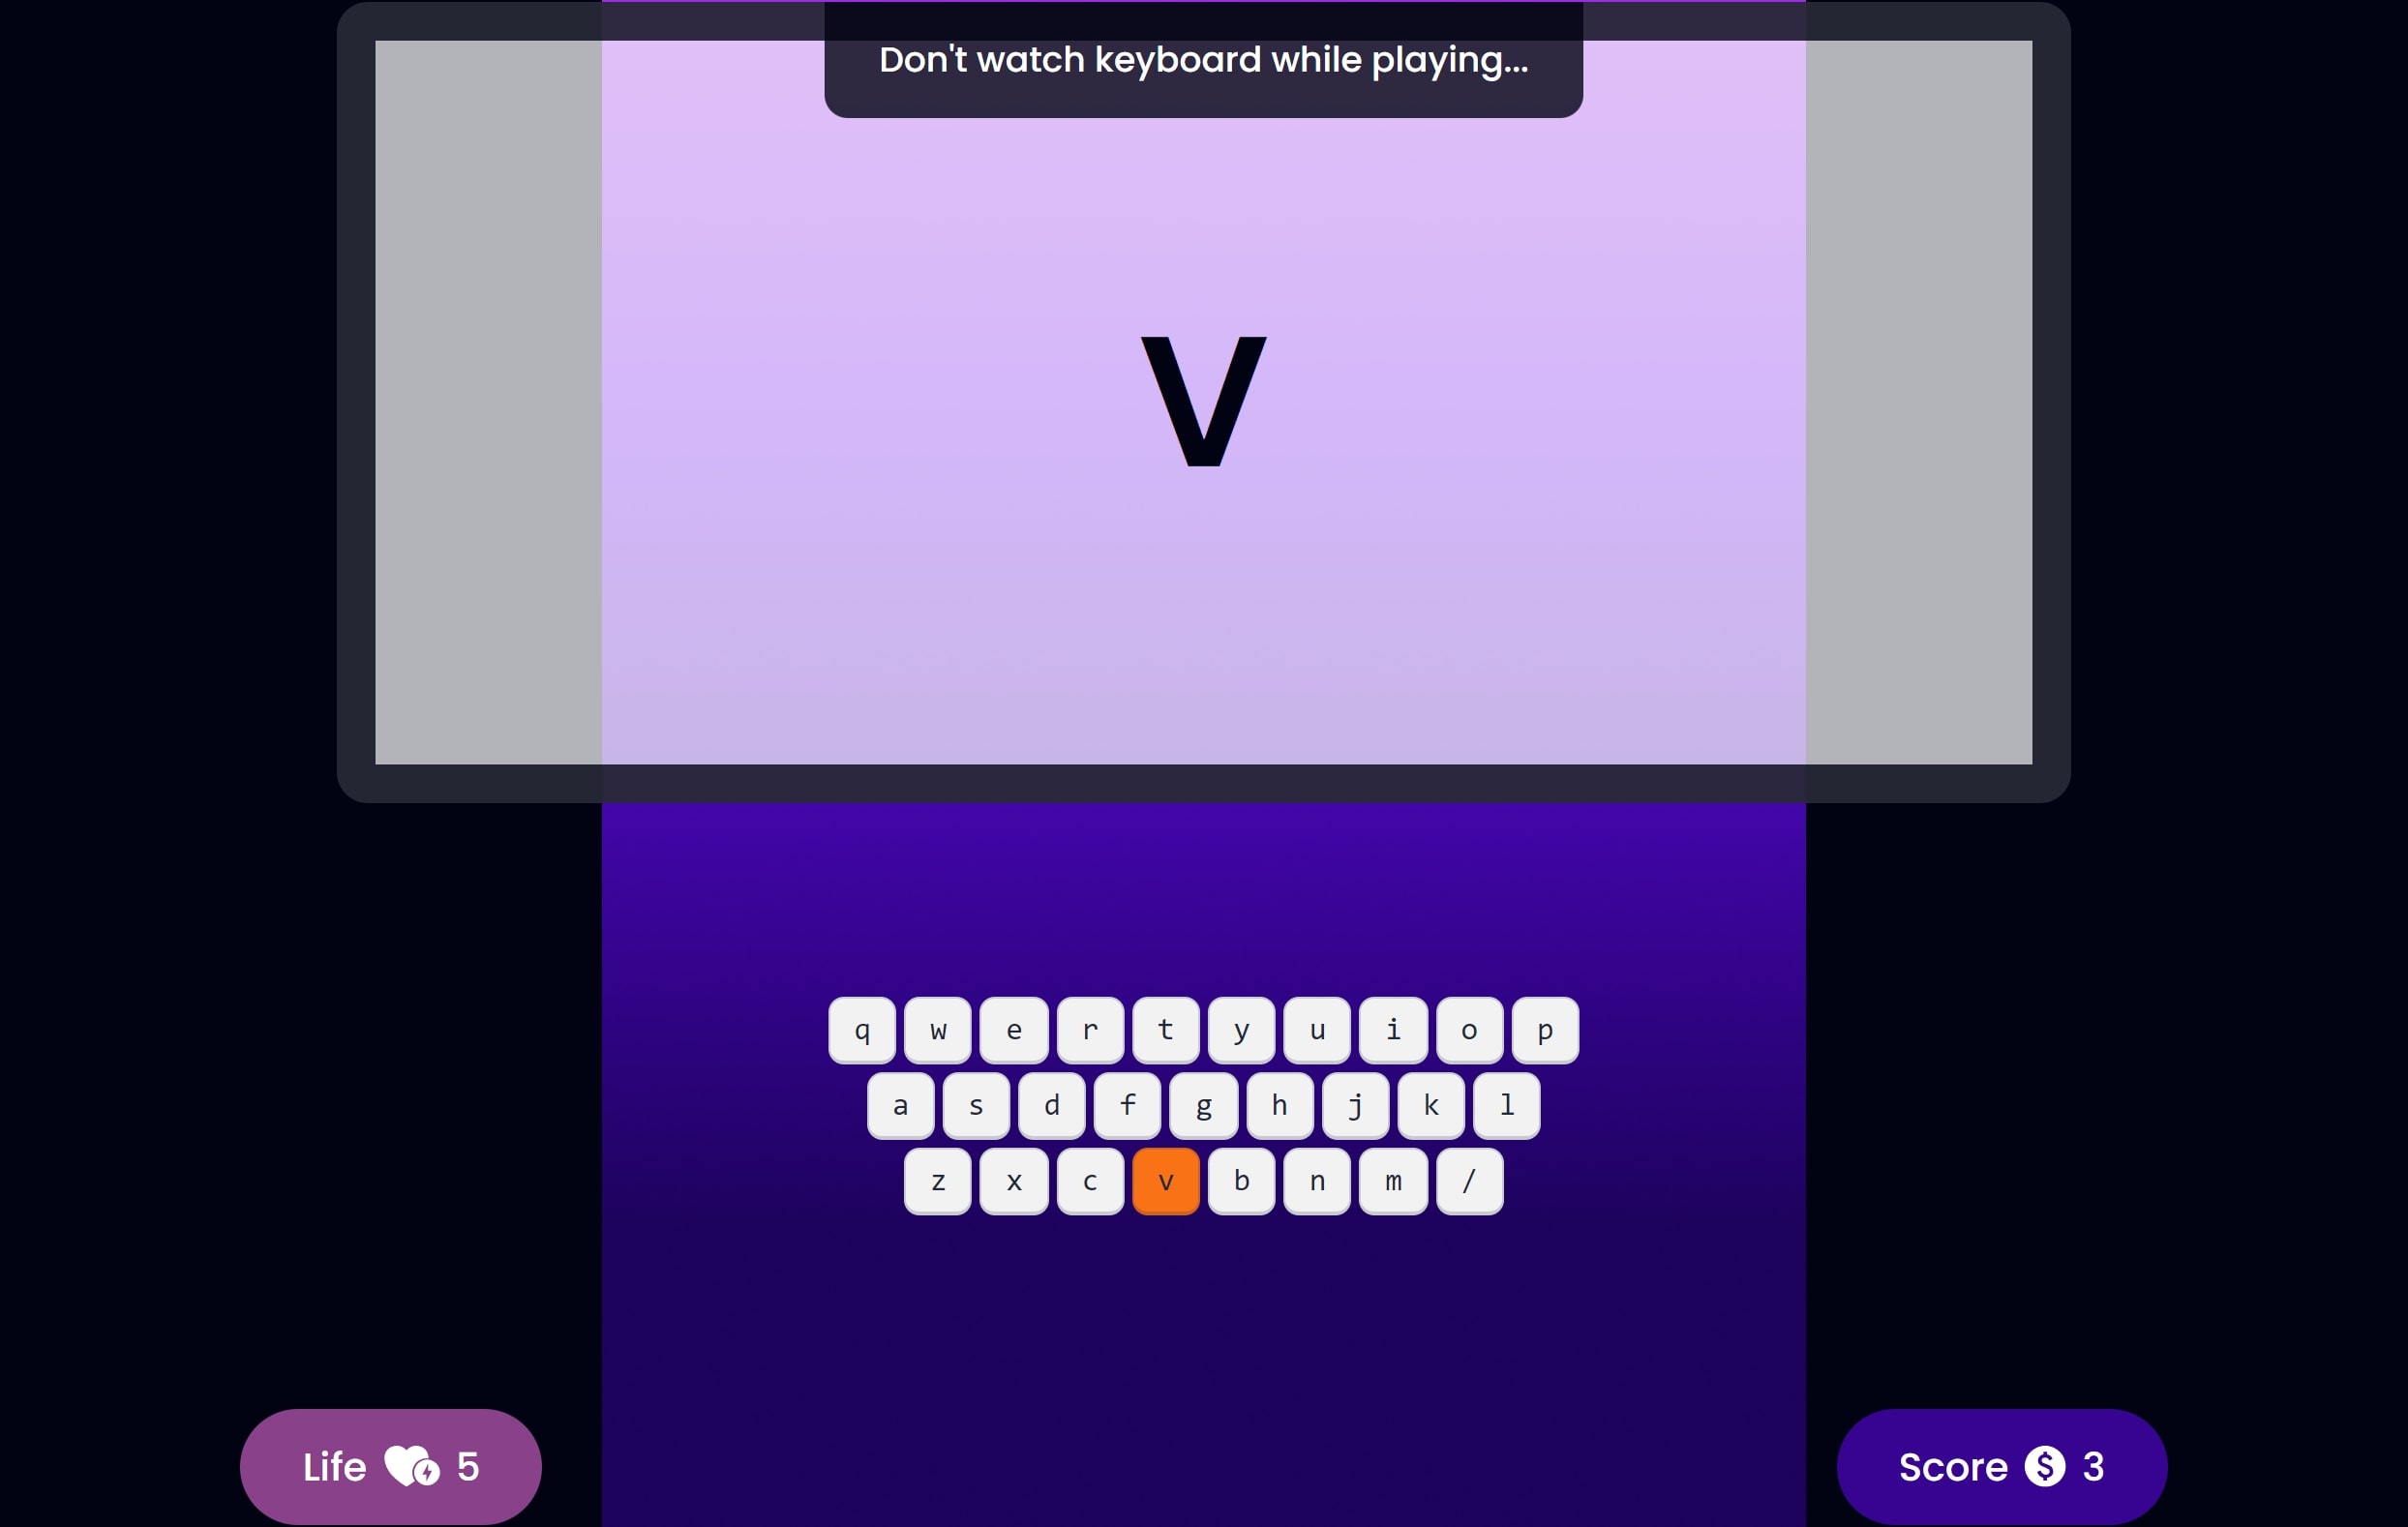 Don't watch keyboard while playing...
V
q w e r t y u i o p
a s d f g h j k l
z x c v b n m /
Life 5
Score $ 3